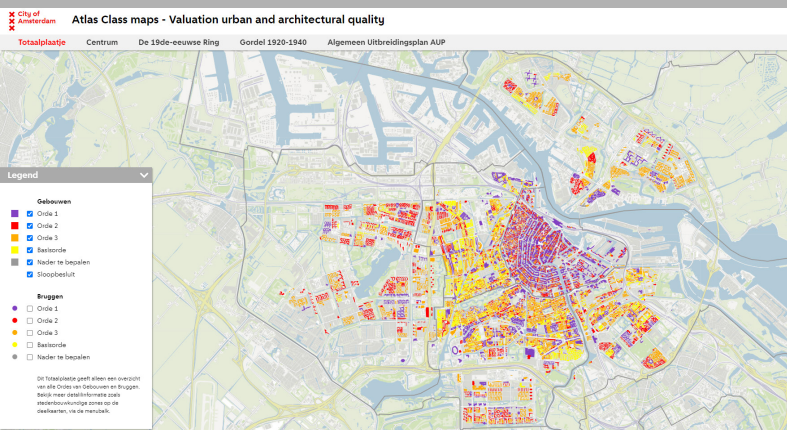 City of
Amsterdam
Atlas Class maps - Valuation urban and architectural quality
Totaalplaatje Centrum De 19de-eeuwse Ring Gordel 1920-1940 Algemeen Uitbreidingsplan AUP
Legend
Gebouwen
Orde 1
Orde 2
Orde 3
Basisorde
Nader te bepalen
Sloopbesluit
Bruggen
Orde 1
Orde 2
Orde 3
Basisorde
Nader te bepalen
Dit Totaalplaatje geeft alleen een overzicht
van alle Ordes van Gebouwen en Bruggen.
Bekijk meer detailinformatie zoals
stedenbouwkundige zones op de
deelkaarten, via de menubalk.